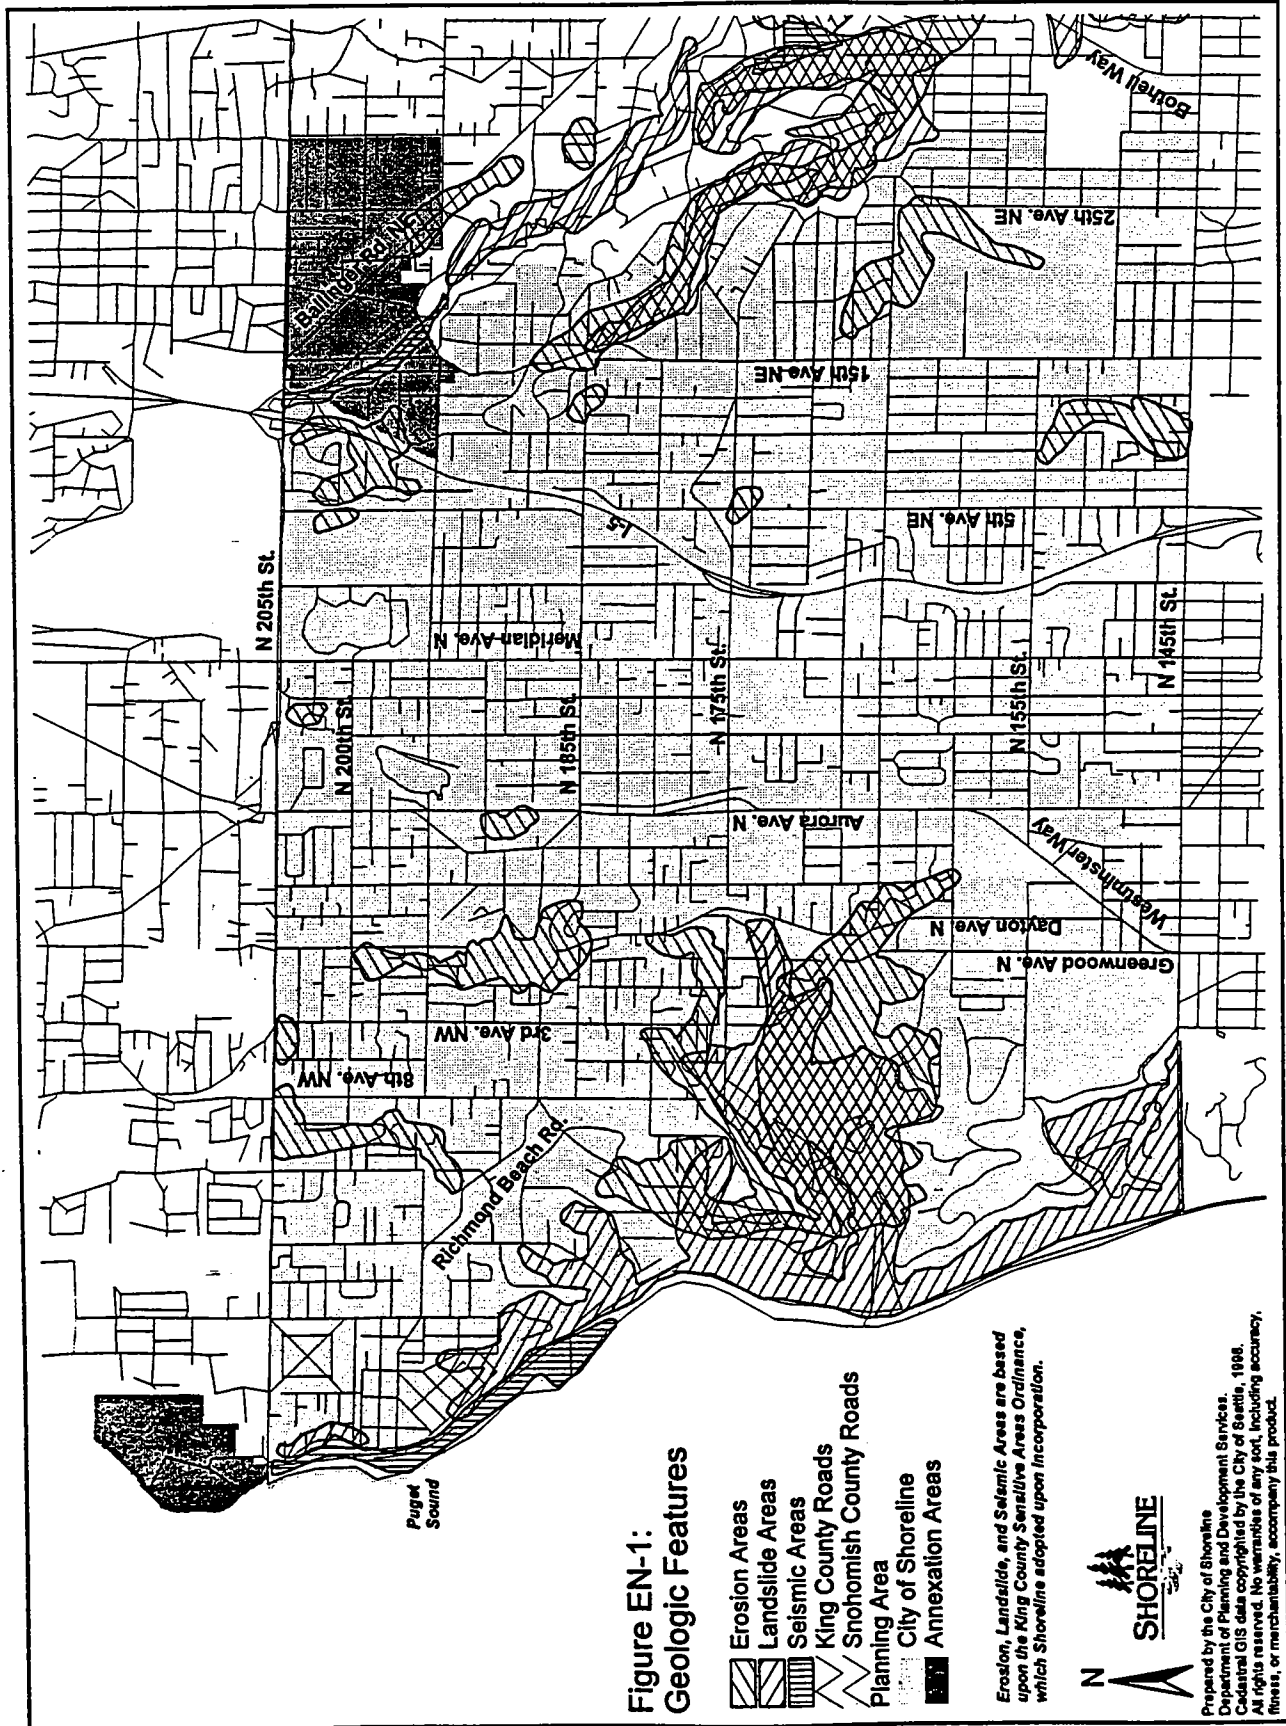 Figure EN-1:
Geologic Features
Erosion Areas
Landslide Areas
Seismic Areas
King County Roads
Snohomish County Roads
Planning Area
City of Shoreline
Annexation Areas
Erosion, Landslide, and Seismic Areas are based
upon the King County Sensitive Areas Ordinance,
which Shoreline adopted upon Incorporation.
N
SHORELINE
Prepared by the City of Shoreline
Department of Planning and Development Services.
Cadastral GIS data copyrighted by the City of Seattle, 1998.
All rights reserved. No warranties of any sort, including accuracy,
fitness, or merchantability, accompany this product.
Puget
Sound
Richmond Beach Rd.
8th Ave. NW
3rd Ave. NW
Greenwood Ave. N
Dayton Ave. N
Westminster Way
Aurora Ave. N
N 205th St.
N 200th St.
N 185th St.
N 175th St.
N 155th St.
N 145th St.
Meridian Ave. N
I-5
5th Ave. NE
15th Ave NE
25th Ave. NE
Ballinger Rd. NE
Bothell Way